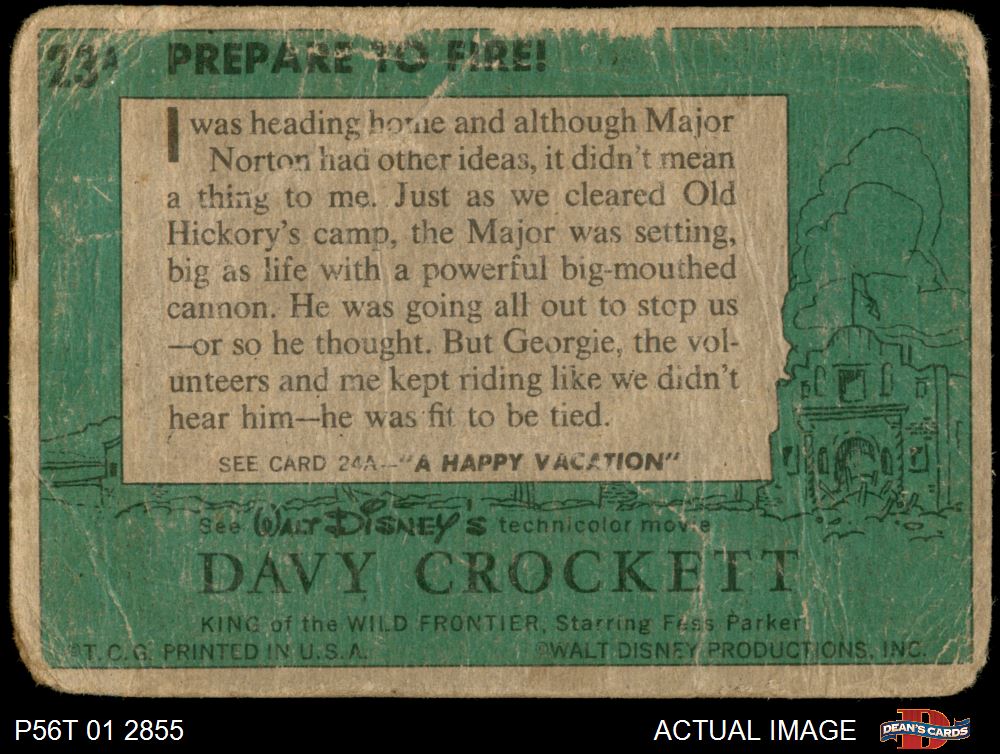 23A PREPARE TO FIRE!
I was heading home and although Major
Norton had other ideas, it didn't mean
a thing to me. Just as we cleared Old
Hickory's camp, the Major was setting,
big as life with a powerful big-mouthed
cannon. He was going all out to stop us
—or so he thought. But Georgie, the vol-
unteers and me kept riding like we didn't
hear him—he was fit to be tied.
SEE CARD 24A—"A HAPPY VACATION"
See WALT DISNEY'S technicolor movie
DAVY CROCKETT
KING of the WILD FRONTIER, Starring Fess Parker
©T.C.G. PRINTED IN U.S.A. ©WALT DISNEY PRODUCTIONS, INC.
P56T 01 2855 ACTUAL IMAGE D DEAN'S CARDS